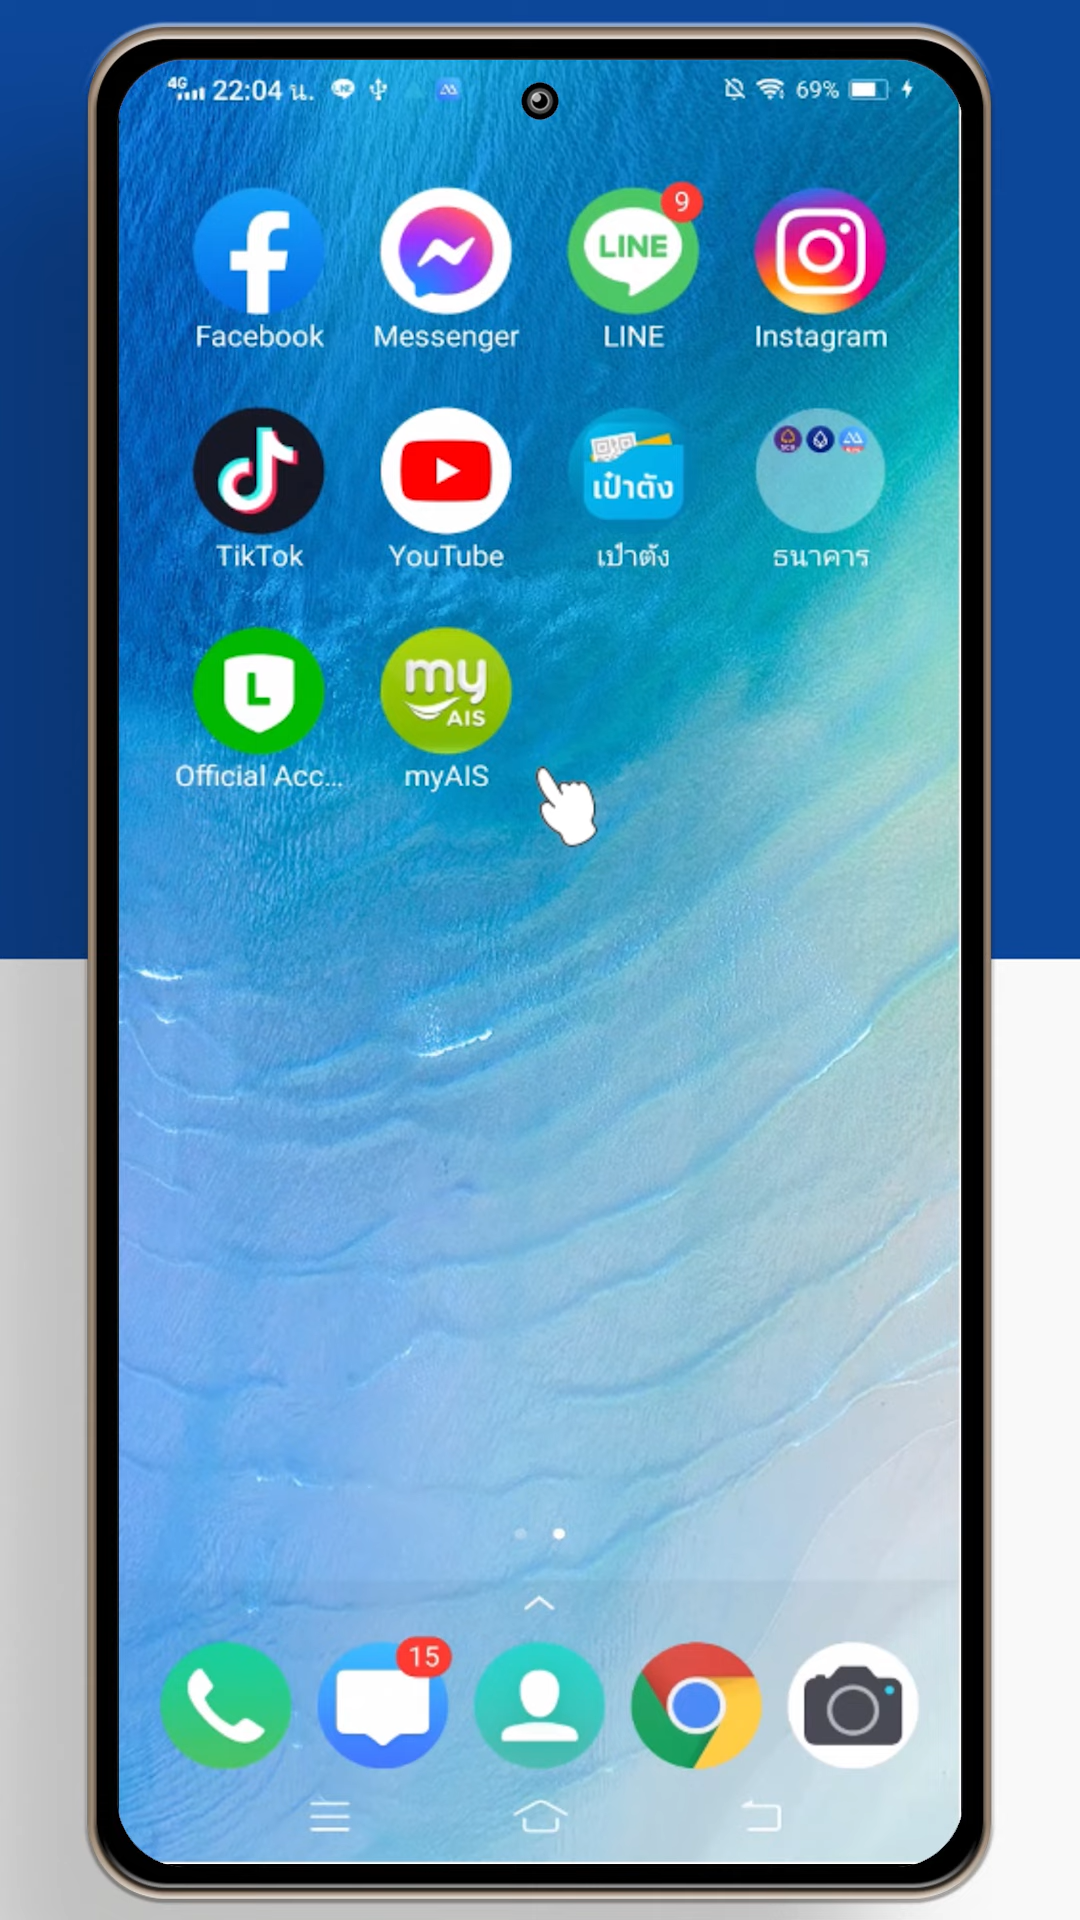 4G 22:04 น. 69%
9
LINE
Facebook Messenger LINE Instagram
เป๋าตัง
TikTok YouTube เป๋าตัง ธนาคาร
L my AIS
Official Acc... myAIS
15